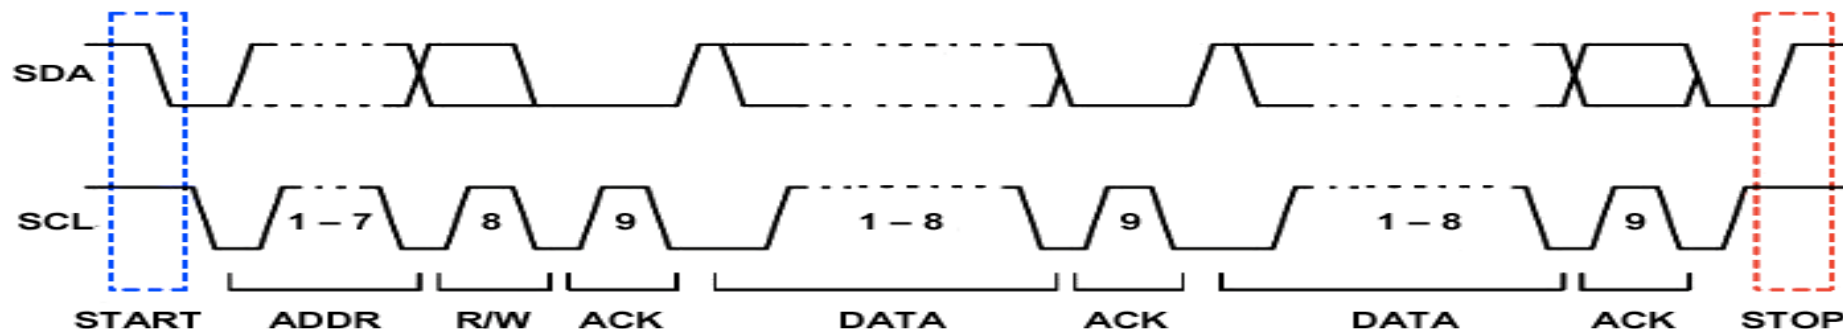 SDA
SCL 1 – 7 8 9 1 – 8 9 1 – 8 9
START ADDR R/W ACK DATA ACK DATA ACK STOP